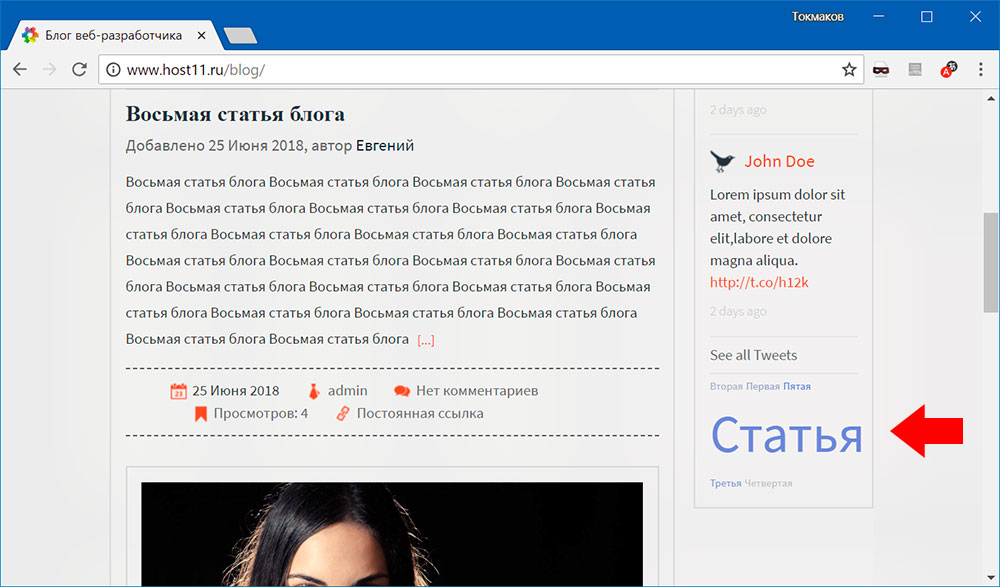 Токмаков
Блог веб-разработчика
www.host11.ru/blog/
Восьмая статья блога
Добавлено 25 Июня 2018, автор Евгений
Восьмая статья блога Восьмая статья блога Восьмая статья блога Восьмая статья
блога Восьмая статья блога Восьмая статья блога Восьмая статья блога Восьмая
статья блога Восьмая статья блога Восьмая статья блога Восьмая статья блога
Восьмая статья блога Восьмая статья блога Восьмая статья блога Восьмая статья
блога Восьмая статья блога Восьмая статья блога Восьмая статья блога Восьмая
статья блога Восьмая статья блога Восьмая статья блога Восьмая статья блога
Восьмая статья блога Восьмая статья блога [...]
25 Июня 2018 admin Нет комментариев
Просмотров: 4 Постоянная ссылка
2 days ago
John Doe
Lorem ipsum dolor sit
amet, consectetur
elit,labore et dolore
magna aliqua.
http://t.co/h12k
2 days ago
See all Tweets
Вторая Первая Пятая
Статья
Третья Четвертая